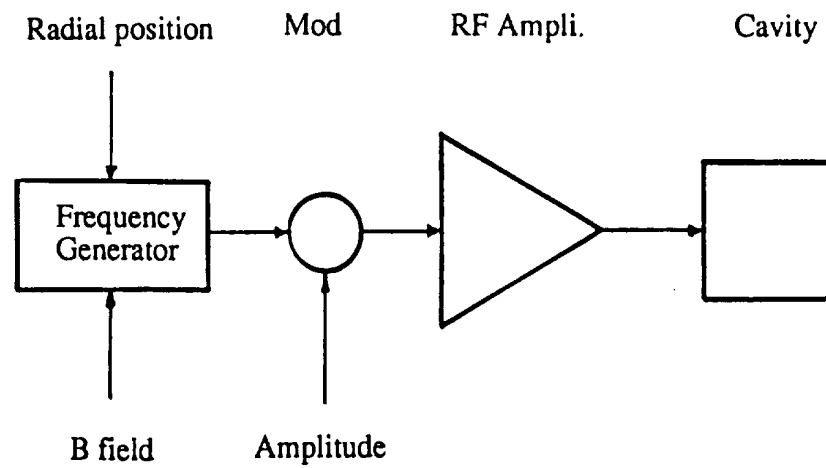 Radial position
Mod
RF Ampli.
Cavity
Frequency
Generator
B field
Amplitude